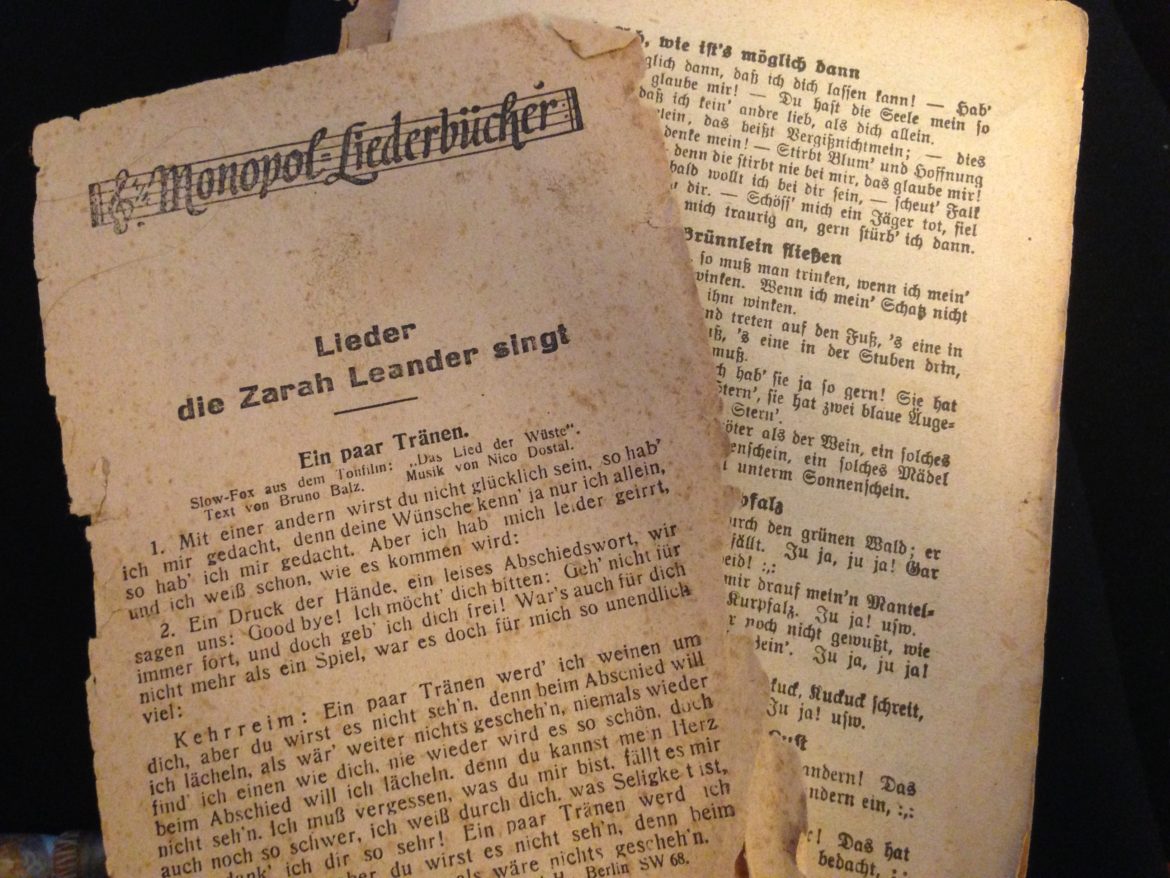 Monopol=Liederbücher
Lieder
die Zarah Leander singt
Ein paar Tränen.
Slow-Fox aus dem Tonfilm: „Das Lied der Wüste“.
Text von Bruno Balz. Musik von Nico Dostal.
1. Mit einer andern wirst du nicht glücklich sein, so hab'
ich mir gedacht, denn deine Wünsche kenn' ja nur ich allein,
so hab' ich mir gedacht. Aber ich hab' mich leider geirrt,
und ich weiß schon, wie es kommen wird:
2. Ein Druck der Hände, ein leises Abschiedswort, wir
sagen uns: Good bye! Ich möcht' dich bitten: Geh' nicht für
immer fort, und doch geb' ich dich frei! War's auch für dich
nicht mehr als ein Spiel, war es doch für mich so unendlich
viel:
Kehrreim: Ein paar Tränen werd' ich weinen um
dich, aber du wirst es nicht seh'n, denn beim Abschied will
ich lächeln, als wär' weiter nichts gescheh'n, niemals wieder
find' ich einen wie dich, nie wieder wird es so schön, doch
beim Abschied will ich lächeln, denn du kannst mein Herz
nicht seh'n. Ich muß vergessen, was du mir bist, fällt es mir
auch noch so schwer, ich weiß durch dich, was Seligkeit ist,
dank' ich dir so sehr! Ein paar Tränen werd ich
du wirst es nicht seh'n, denn beim
als wäre nichts gescheh'n.
Berlin SW 68.
wie ist's möglich dann
dann, daß ich dich lassen kann! — Hab'
glaube mir! — Du hast die Seele mein so
daß ich kein' andre lieb, als dich allein.
das heißt Vergißnichtmein; — dies
denke mein! — Stirbt Blum' und Hoffnung
denn die stirbt nie bei mir, das glaube mir!
bald wollt ich bei dir sein, — scheut' Falk
dir. — Schöss' mich ein Jäger tot, fiel
mich traurig an, gern stürb' ich dann.
Brünnlein fließen
so muß man trinken, wenn ich mein'
winken. Wenn ich mein' Schatz nicht
ihm winken.
treten auf den Fuß, 's eine in
's eine in der Stuben drin,
muß.
hab' sie ja so gern! Sie hat
Stern', sie hat zwei blaue Äuge-
Stern'.
als der Wein, ein solches
ein solches Mädel
unterm Sonnenschein.
durch den grünen Wald; er
Ju ja, ju ja! Gar
:,:
mir drauf mein'n Mantel-
Kurpfalz. Ju ja! usw.
noch nicht gewußt, wie
Ju ja, ju ja!
Kuckuck schreit,
Ju ja! usw.
Lust
Das
ein, :,:
Das hat
bedacht, :,: